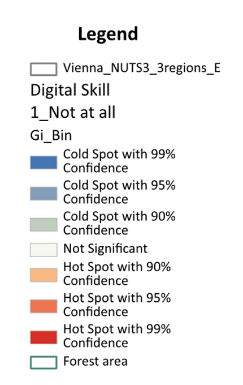 Legend
Vienna_NUTS3_3regions_E
Digital Skill
1_Not at all
Gi_Bin
Cold Spot with 99%
Confidence
Cold Spot with 95%
Confidence
Cold Spot with 90%
Confidence
Not Significant
Hot Spot with 90%
Confidence
Hot Spot with 95%
Confidence
Hot Spot with 99%
Confidence
Forest area